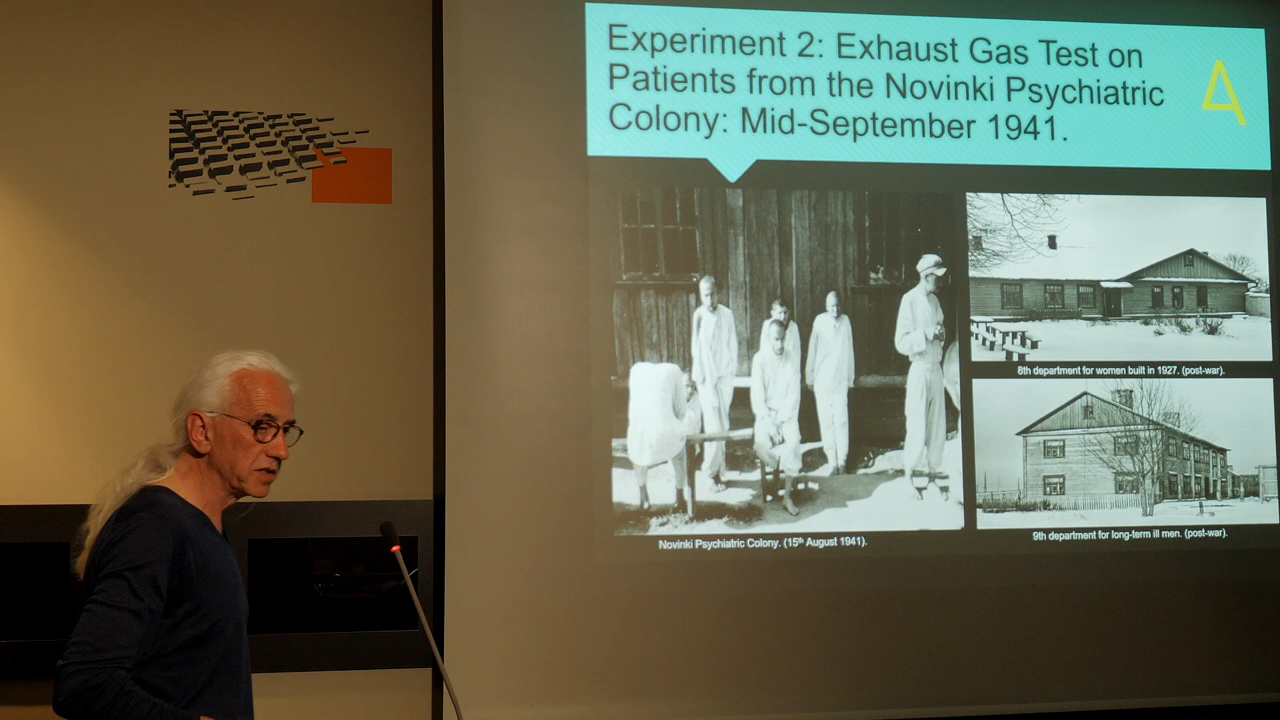 Experiment 2: Exhaust Gas Test on
Patients from the Novinki Psychiatric
Colony: Mid-September 1941.
8th department for women built in 1927. (post-war).
Novinki Psychiatric Colony. (15th August 1941).
9th department for long-term ill men. (post-war).